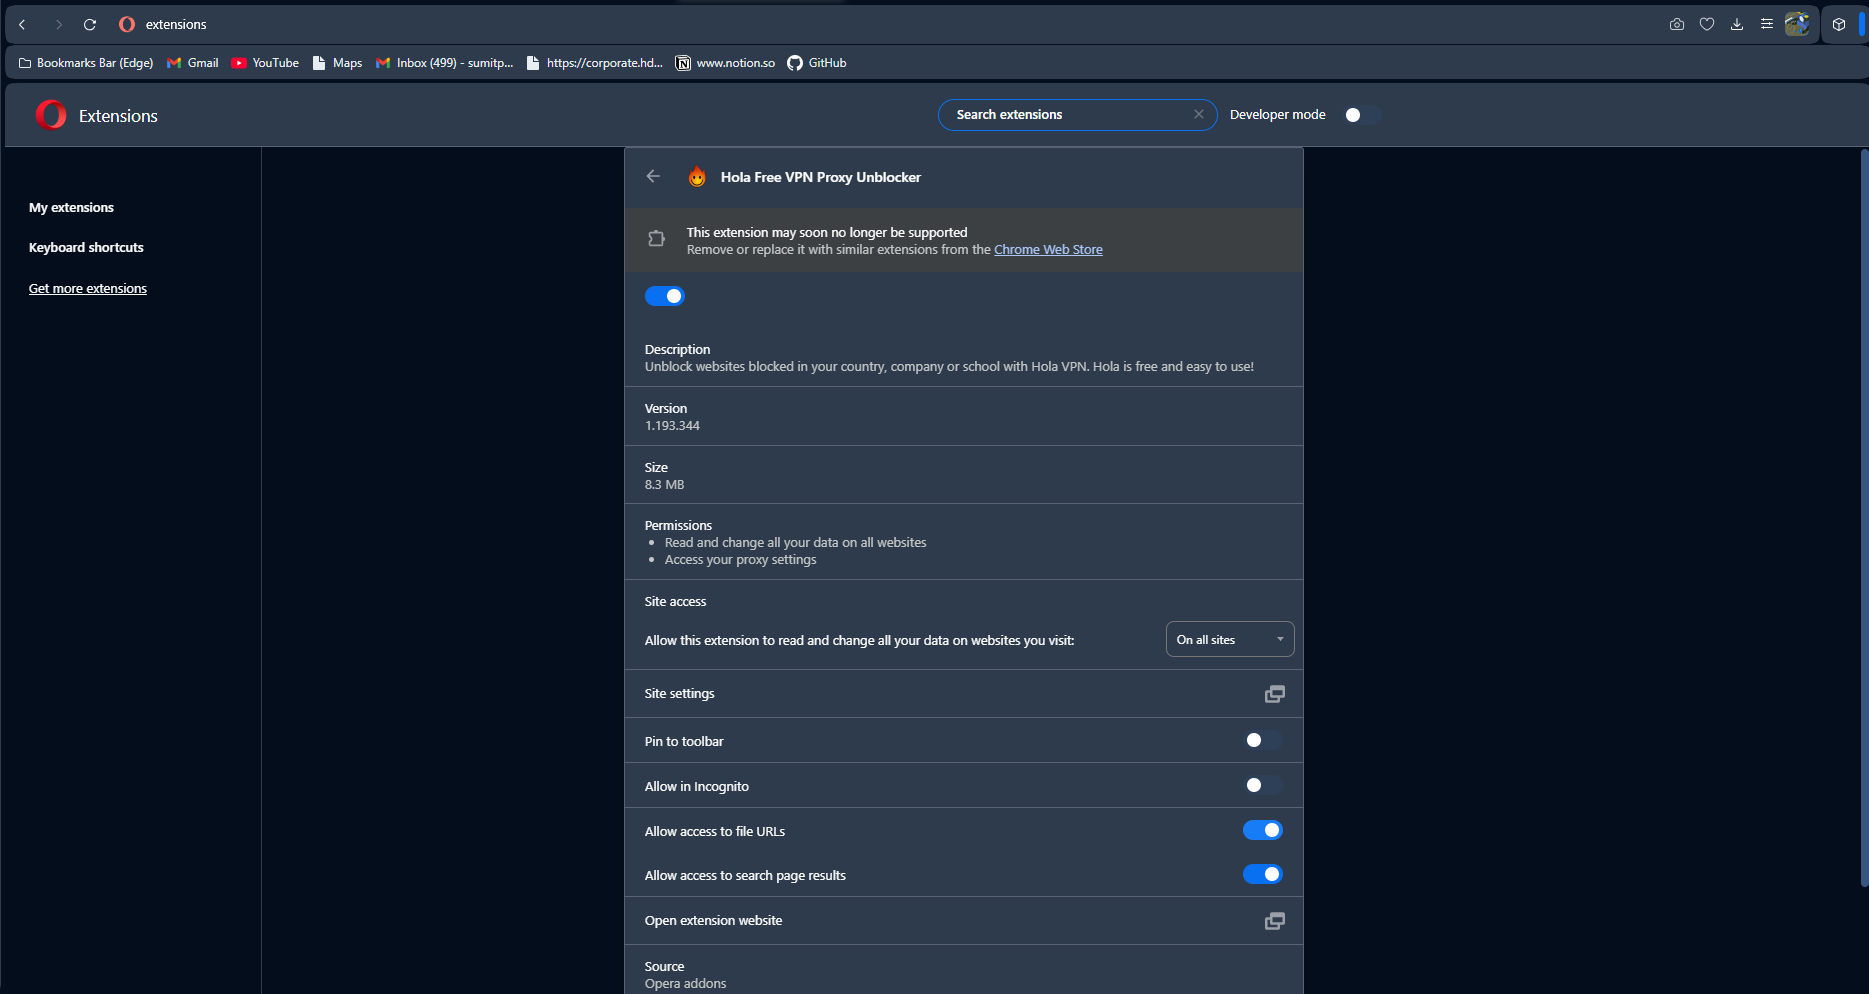 extensions
Bookmarks Bar (Edge) Gmail YouTube Maps Inbox (499) - sumitp... https://corporate.hd... www.notion.so GitHub
Extensions
Search extensions
Developer mode
My extensions
Keyboard shortcuts
Get more extensions
Hola Free VPN Proxy Unblocker
This extension may soon no longer be supported
Remove or replace it with similar extensions from the Chrome Web Store
Description
Unblock websites blocked in your country, company or school with Hola VPN. Hola is free and easy to use!
Version
1.193.344
Size
8.3 MB
Permissions
• Read and change all your data on all websites
• Access your proxy settings
Site access
Allow this extension to read and change all your data on websites you visit: On all sites
Site settings
Pin to toolbar
Allow in Incognito
Allow access to file URLs
Allow access to search page results
Open extension website
Source
Opera addons